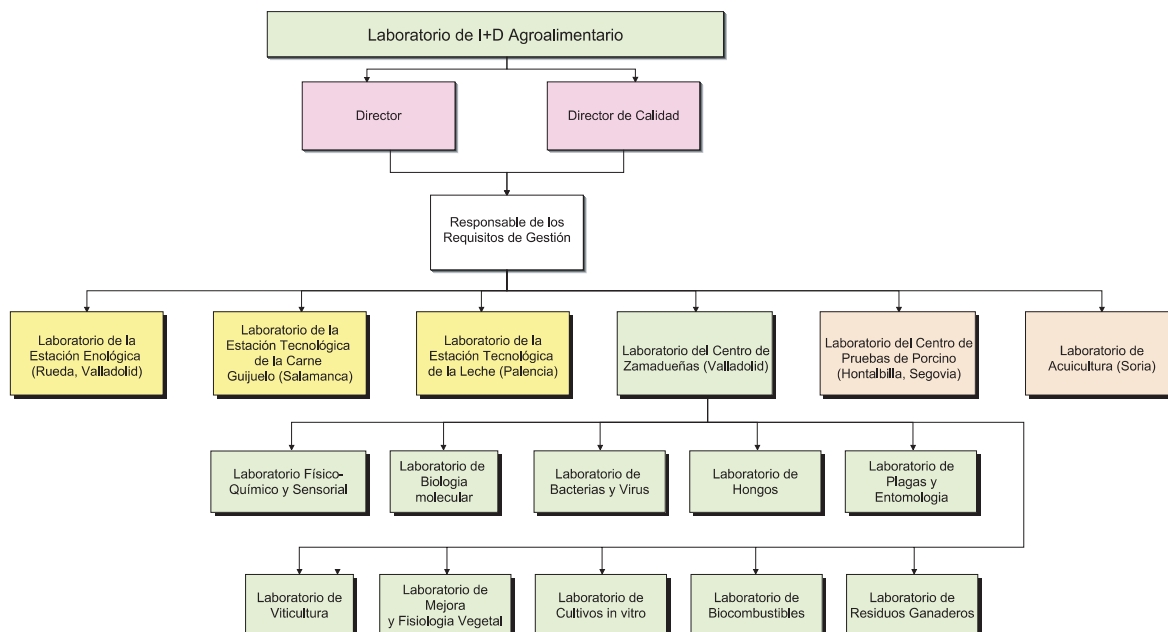 Laboratorio de I+D Agroalimentario
Director
Director de Calidad
Responsable de los
Requisitos de Gestión
Laboratorio de la
Estación Enológica
(Rueda, Valladolid)
Laboratorio de la
Estación Tecnológica
de la Carne
Guijuelo (Salamanca)
Laboratorio de la
Estación Tecnológica
de la Leche (Palencia)
Laboratorio del Centro de
Zamadueñas (Valladolid)
Laboratorio del Centro de
Pruebas de Porcino
(Hontalbilla, Segovia)
Laboratorio de
Acuicultura (Soria)
Laboratorio Físico-
Químico y Sensorial
Laboratorio de
Biologia
molecular
Laboratorio de
Bacterias y Virus
Laboratorio de
Hongos
Laboratorio de
Plagas y
Entomologia
Laboratorio de
Viticultura
Laboratorio de
Mejora
y Fisiologia Vegetal
Laboratorio de
Cultivos in vitro
Laboratorio de
Biocombustibles
Laboratorio de
Residuos Ganaderos